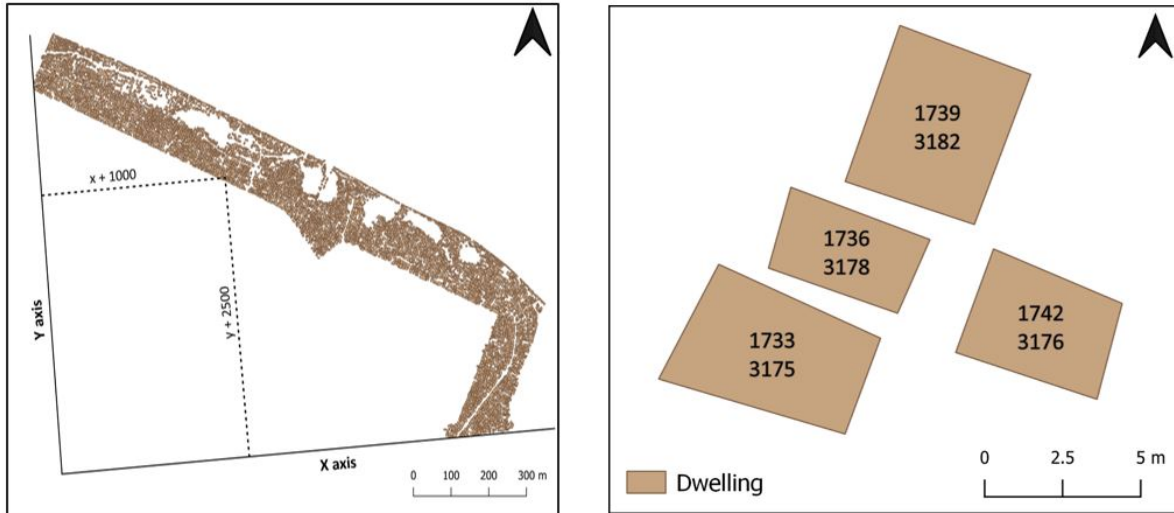 x + 1000
y + 2500
Y axis
X axis
0 100 200 300 m
1739
3182
1736
3178
1733
3175
1742
3176
0 2.5 5 m
Dwelling